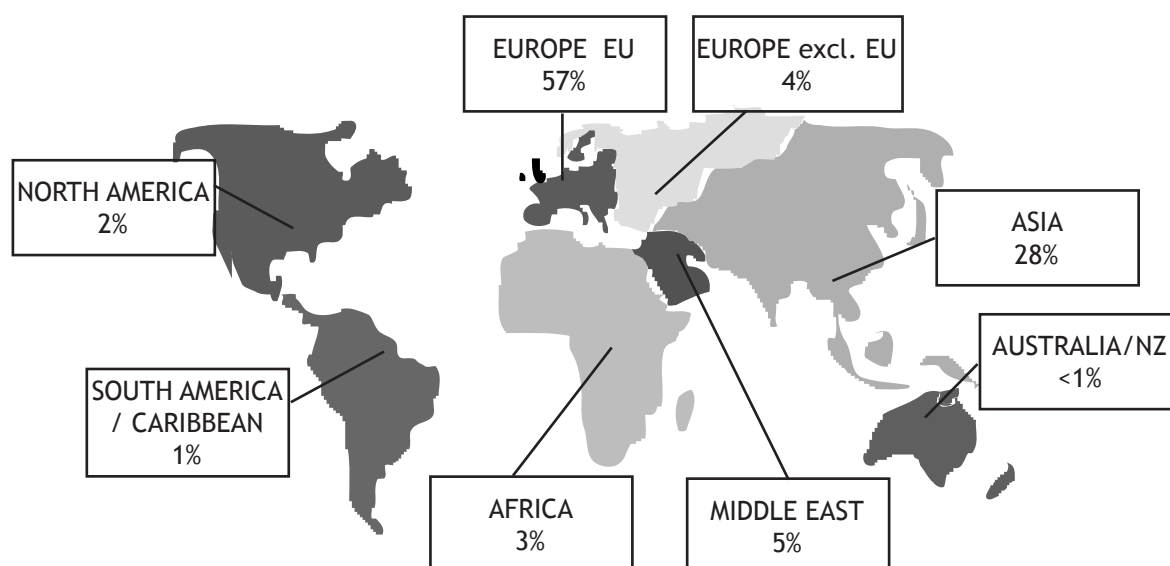 EUROPE EU
57%
EUROPE excl. EU
4%
NORTH AMERICA
2%
ASIA
28%
AUSTRALIA/NZ
<1%
SOUTH AMERICA
/ CARIBBEAN
1%
AFRICA
3%
MIDDLE EAST
5%